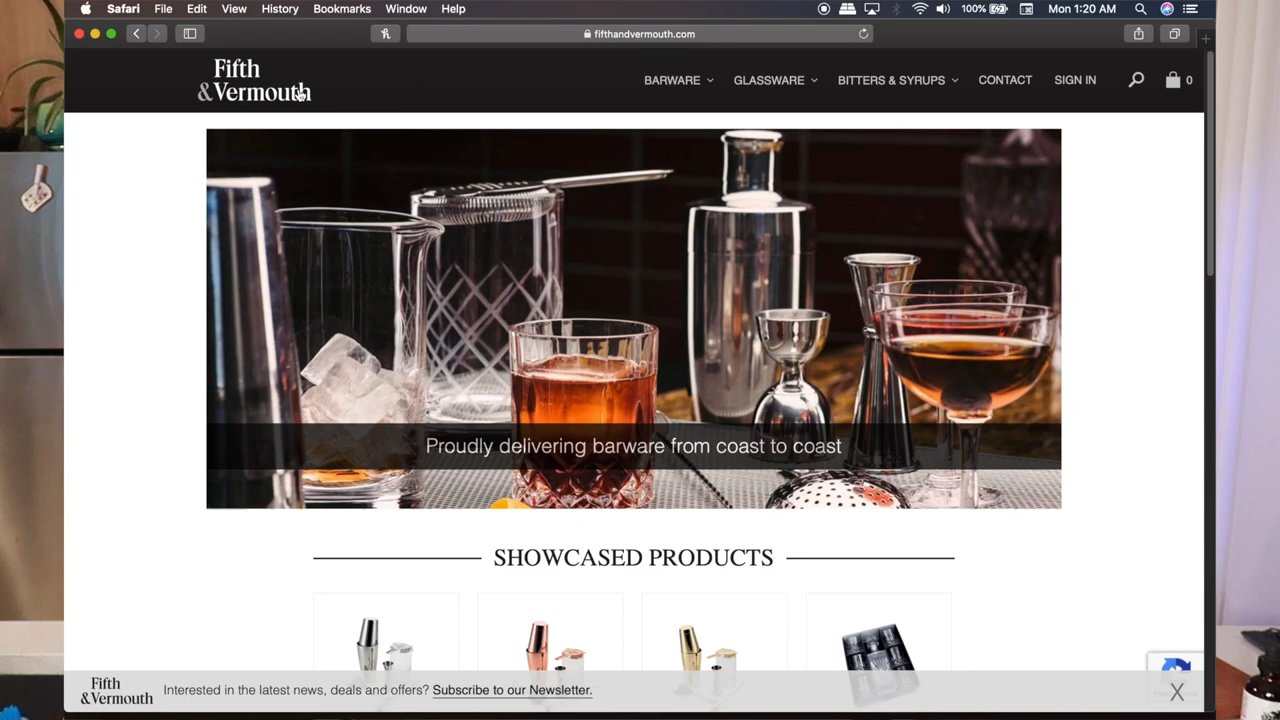 Safari File Edit View History Bookmarks Window Help 100% Mon 1:20 AM
fifthandvermouth.com
Fifth
&Vermouth
BARWARE GLASSWARE BITTERS & SYRUPS CONTACT SIGN IN 0
Proudly delivering barware from coast to coast
SHOWCASED PRODUCTS
Fifth
&Vermouth
Interested in the latest news, deals and offers? Subscribe to our Newsletter.
X